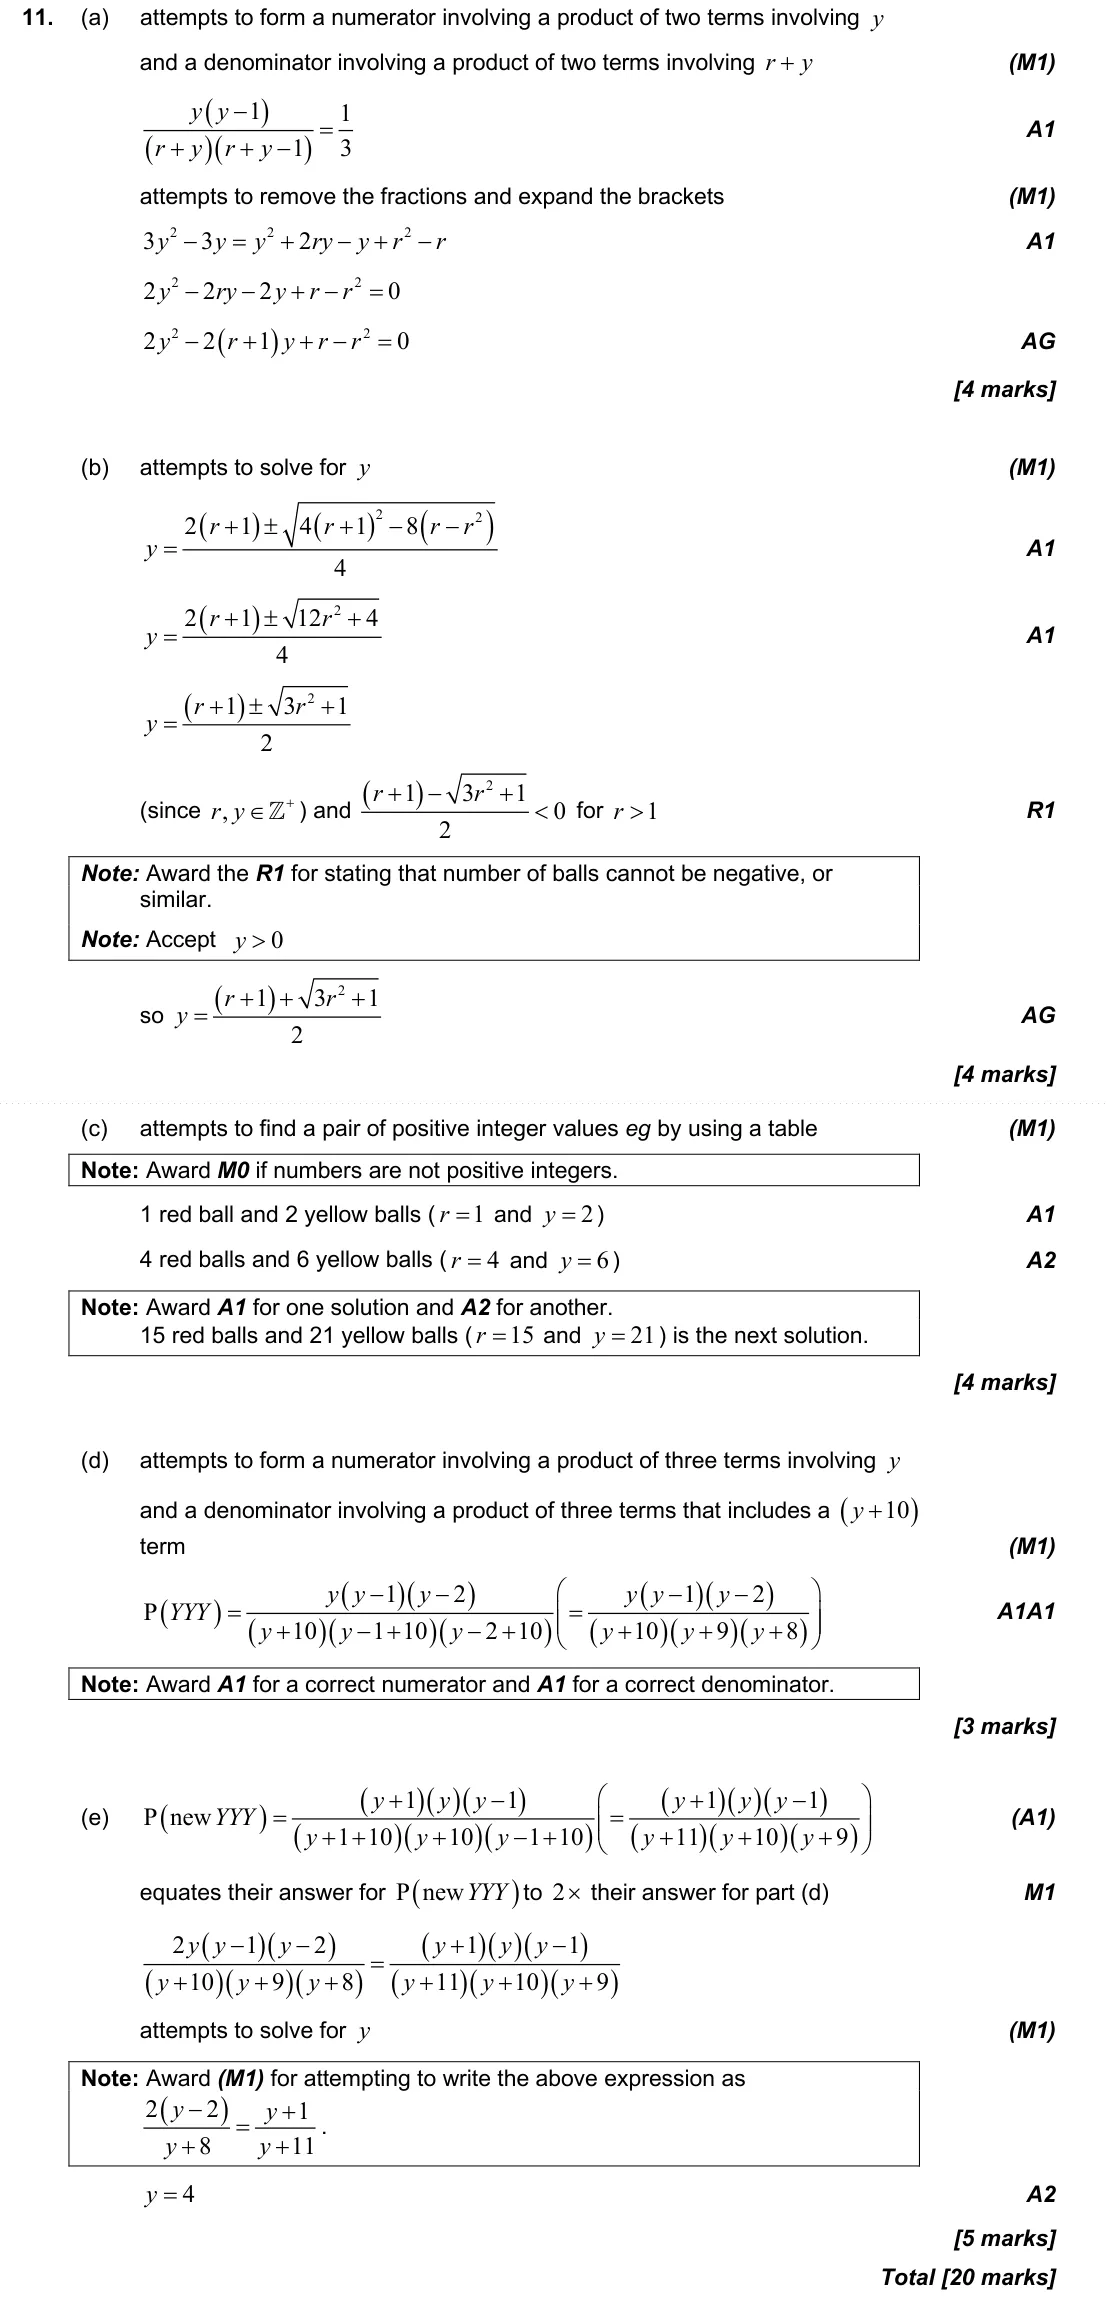 11. (a) attempts to form a numerator involving a product of two terms involving y
and a denominator involving a product of two terms involving r + y (M1)
y(y−1)/((r+y)(r+y−1)) = 1/3 A1
attempts to remove the fractions and expand the brackets (M1)
3y² − 3y = y² + 2ry − y + r² − r A1
2y² − 2ry − 2y + r − r² = 0
2y² − 2(r+1)y + r − r² = 0 AG
[4 marks]
(b) attempts to solve for y (M1)
y = (2(r+1) ± √(4(r+1)² − 8(r−r²)))/4 A1
y = (2(r+1) ± √(12r² + 4))/4 A1
y = ((r+1) ± √(3r² + 1))/2
(since r, y ∈ ℤ⁺) and ((r+1) − √(3r² + 1))/2 < 0 for r > 1 R1
Note: Award the R1 for stating that number of balls cannot be negative, or
similar.
Note: Accept y > 0
so y = ((r+1) + √(3r² + 1))/2 AG
[4 marks]
(c) attempts to find a pair of positive integer values eg by using a table (M1)
Note: Award M0 if numbers are not positive integers.
1 red ball and 2 yellow balls (r = 1 and y = 2) A1
4 red balls and 6 yellow balls (r = 4 and y = 6) A2
Note: Award A1 for one solution and A2 for another.
15 red balls and 21 yellow balls (r = 15 and y = 21) is the next solution.
[4 marks]
(d) attempts to form a numerator involving a product of three terms involving y
and a denominator involving a product of three terms that includes a (y+10)
term (M1)
P(YYY) = y(y−1)(y−2)/((y+10)(y−1+10)(y−2+10)) (= y(y−1)(y−2)/((y+10)(y+9)(y+8))) A1A1
Note: Award A1 for a correct numerator and A1 for a correct denominator.
[3 marks]
(e) P(new YYY) = (y+1)(y)(y−1)/((y+1+10)(y+10)(y−1+10)) (= (y+1)(y)(y−1)/((y+11)(y+10)(y+9))) (A1)
equates their answer for P(new YYY) to 2× their answer for part (d) M1
2y(y−1)(y−2)/((y+10)(y+9)(y+8)) = (y+1)(y)(y−1)/((y+11)(y+10)(y+9))
attempts to solve for y (M1)
Note: Award (M1) for attempting to write the above expression as
2(y−2)/(y+8) = (y+1)/(y+11).
y = 4 A2
[5 marks]
Total [20 marks]